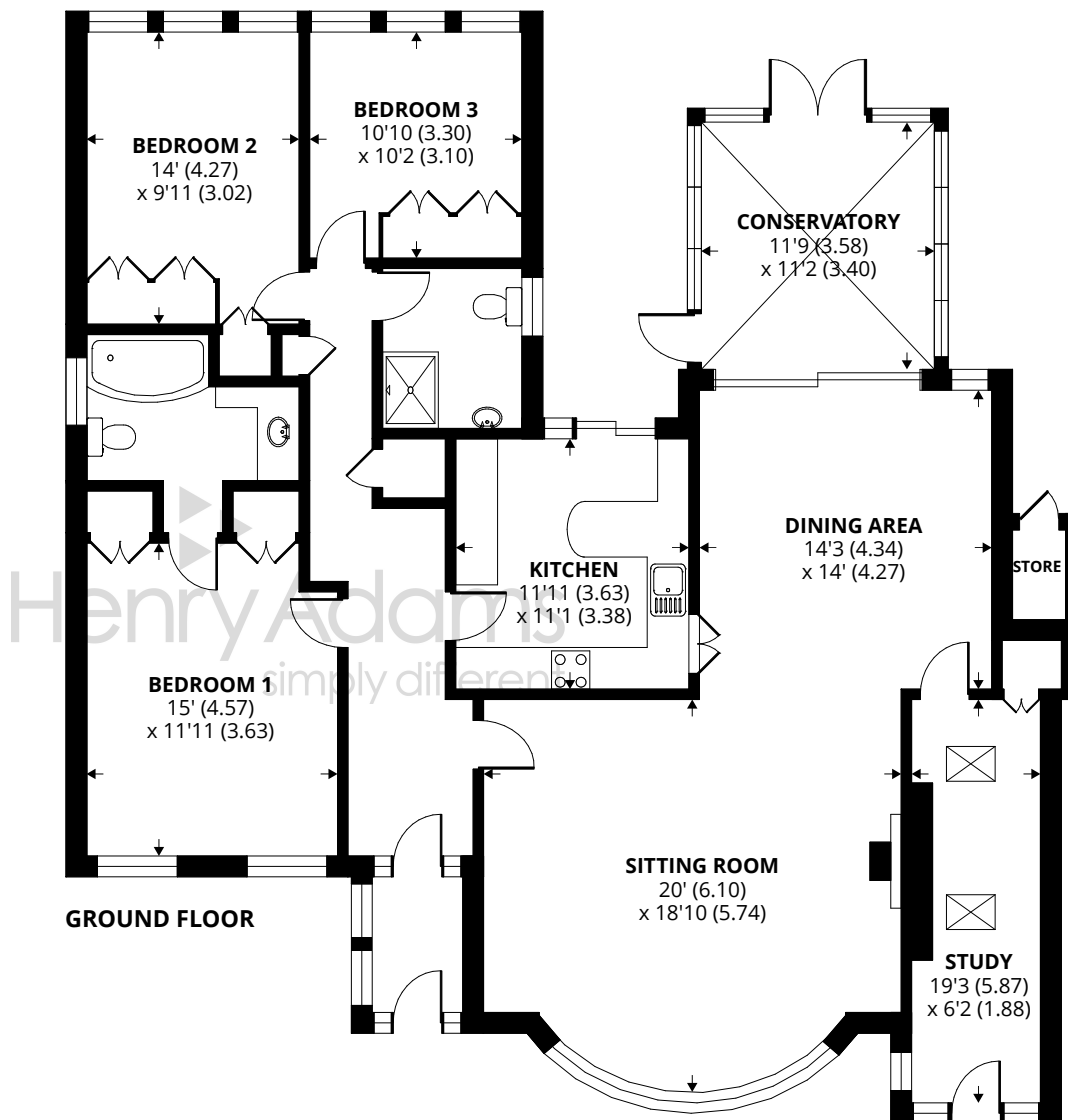 BEDROOM 2
14' (4.27)
x 9'11 (3.02)
BEDROOM 3
10'10 (3.30)
x 10'2 (3.10)
CONSERVATORY
11'9 (3.58)
x 11'2 (3.40)
KITCHEN
11'11 (3.63)
x 11'1 (3.38)
DINING AREA
14'3 (4.34)
x 14' (4.27)
STORE
Henry Adams
simply different
BEDROOM 1
15' (4.57)
x 11'11 (3.63)
SITTING ROOM
20' (6.10)
x 18'10 (5.74)
GROUND FLOOR
STUDY
19'3 (5.87)
x 6'2 (1.88)